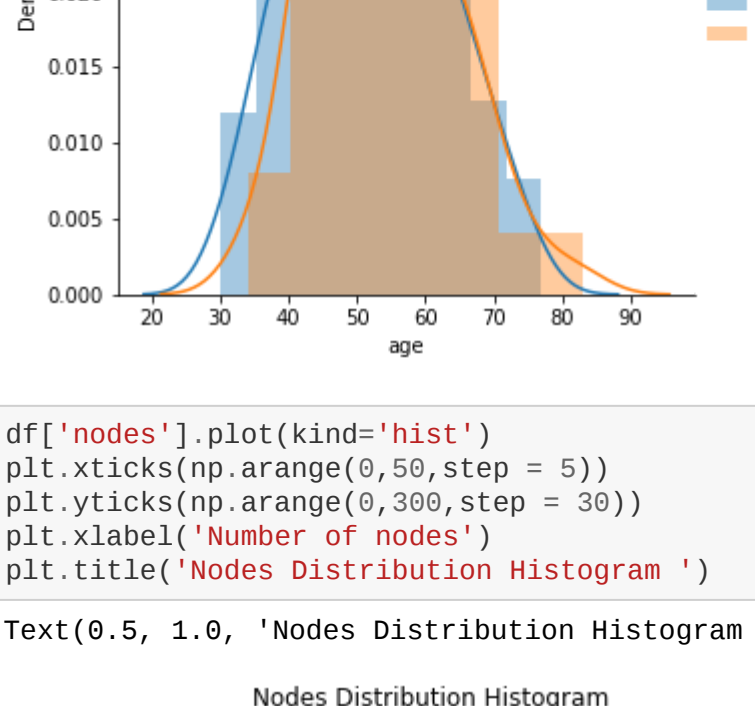 Den
0.015
0.010
0.005
0.000
20 30 40 50 60 70 80 90
age
df['nodes'].plot(kind='hist')
plt.xticks(np.arange(0,50,step = 5))
plt.yticks(np.arange(0,300,step = 30))
plt.xlabel('Number of nodes')
plt.title('Nodes Distribution Histogram ')
Text(0.5, 1.0, 'Nodes Distribution Histogram
Nodes Distribution Histogram